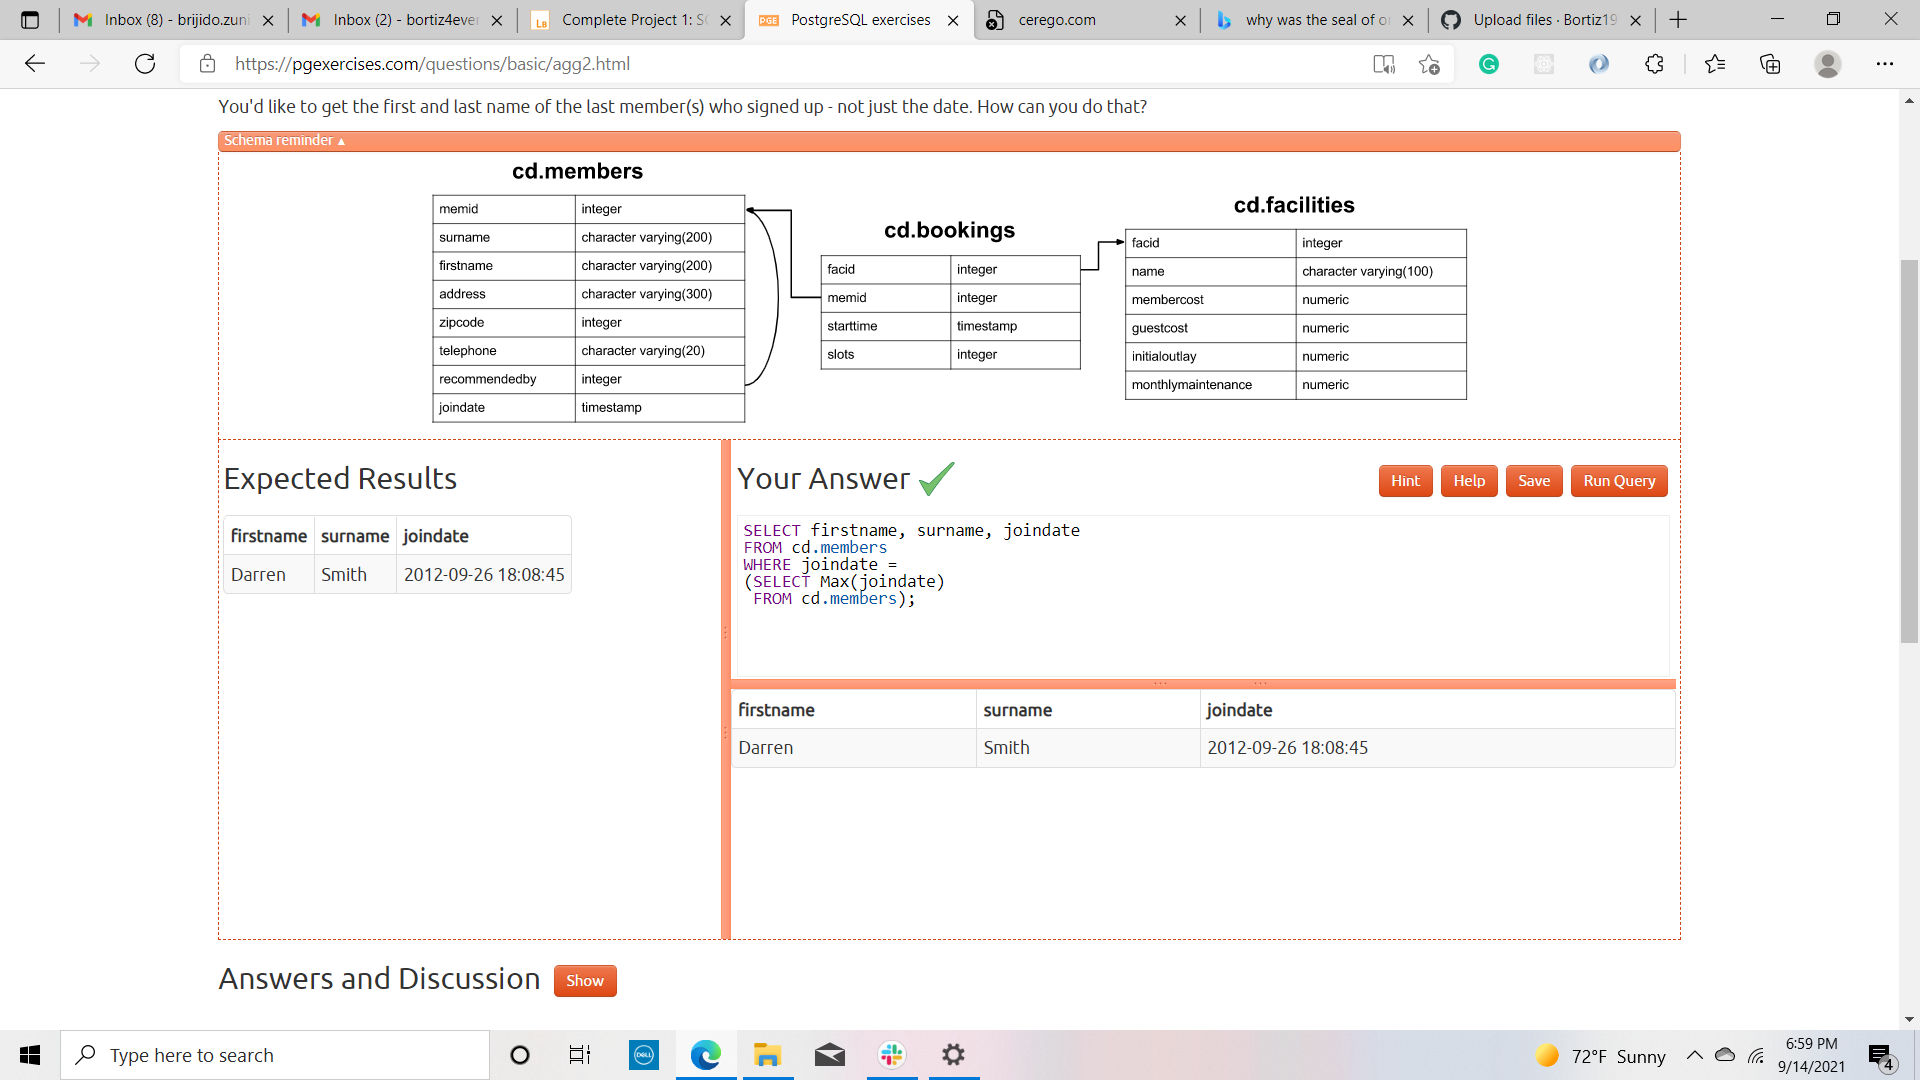 Inbox (8) - brijido.zuni
Inbox (2) - bortiz4ever
Complete Project 1: SQ
PostgreSQL exercises
cerego.com
why was the seal of or
Upload files · Bortiz19
https://pgexercises.com/questions/basic/agg2.html
You'd like to get the first and last name of the last member(s) who signed up - not just the date. How can you do that?
Schema reminder ▲
cd.members
memid integer
surname character varying(200)
firstname character varying(200)
address character varying(300)
zipcode integer
telephone character varying(20)
recommendedby integer
joindate timestamp
cd.bookings
facid integer
memid integer
starttime timestamp
slots integer
cd.facilities
facid integer
name character varying(100)
membercost numeric
guestcost numeric
initialoutlay numeric
monthlymaintenance numeric
Expected Results
firstname surname joindate
Darren Smith 2012-09-26 18:08:45
Your Answer
Hint Help Save Run Query
SELECT firstname, surname, joindate
FROM cd.members
WHERE joindate =
(SELECT Max(joindate)
FROM cd.members);
firstname surname joindate
Darren Smith 2012-09-26 18:08:45
Answers and Discussion Show
Type here to search
DELL
72°F Sunny
6:59 PM
9/14/2021
4